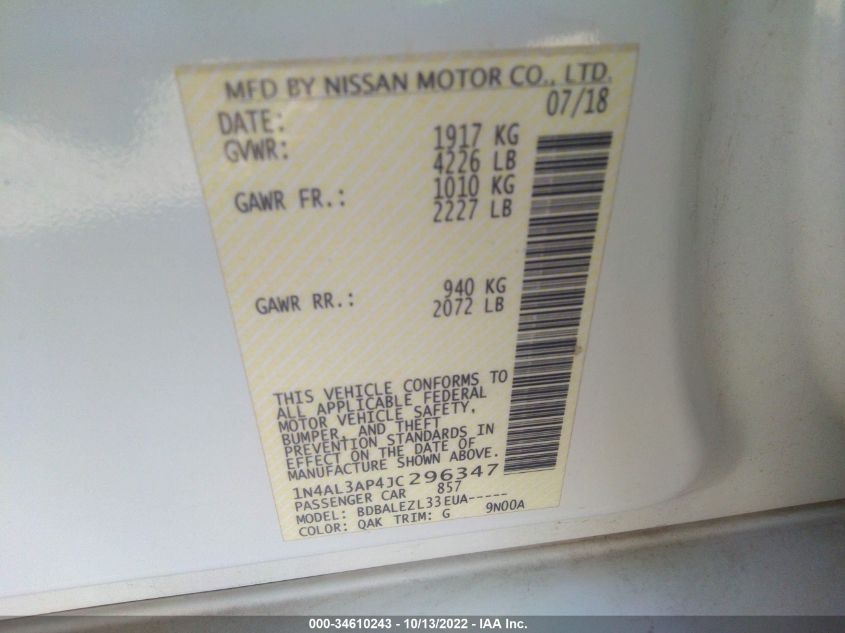 MFD BY NISSAN MOTOR CO., LTD.
DATE: 07/18
GVWR: 1917 KG
4226 LB
GAWR FR.: 1010 KG
2227 LB
GAWR RR.: 940 KG
2072 LB
THIS VEHICLE CONFORMS TO
ALL APPLICABLE FEDERAL
MOTOR VEHICLE SAFETY,
BUMPER, AND THEFT
PREVENTION STANDARDS IN
EFFECT ON THE DATE OF
MANUFACTURE SHOWN ABOVE.
1N4AL3AP4JC296347
PASSENGER CAR 857
MODEL: BDBALEZL33EUA-----
COLOR: QAK TRIM: G 9N00A
000-34610243 - 10/13/2022 - IAA Inc.